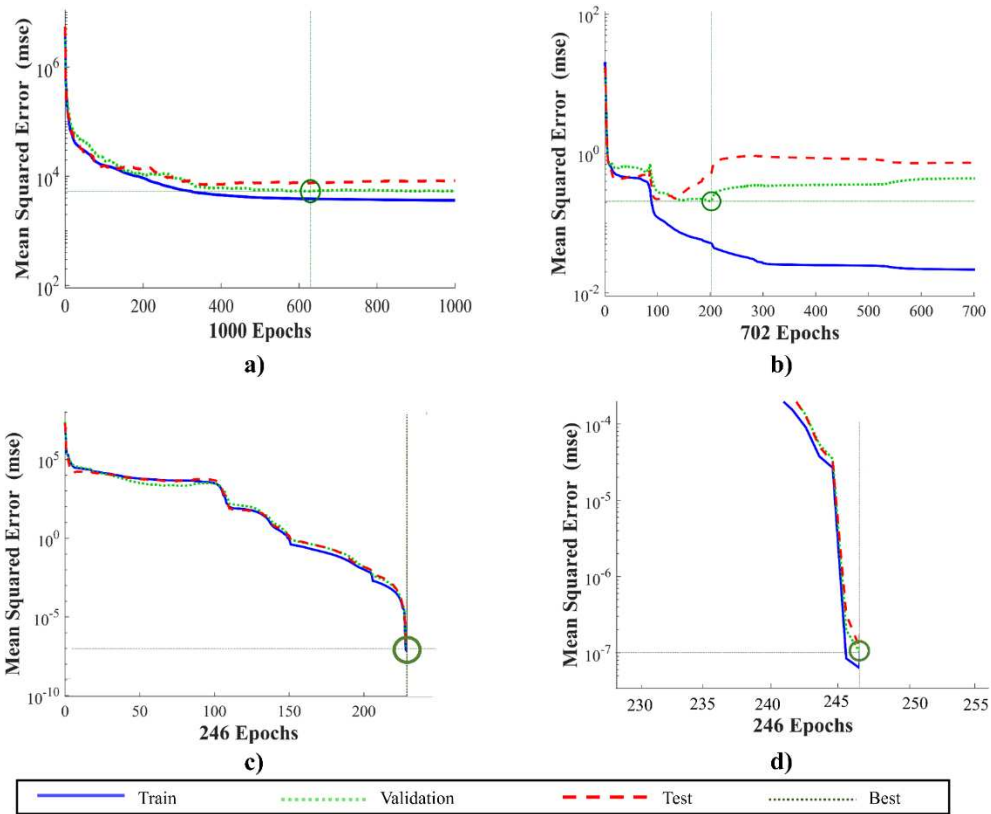 Mean Squared Error (mse)
10^6
10^4
10^2
0 200 400 600 800 1000
1000 Epochs
a)
Mean Squared Error (mse)
10^2
10^0
10^-2
0 100 200 300 400 500 600 700
702 Epochs
b)
Mean Squared Error (mse)
10^5
10^0
10^-5
10^-10
0 50 100 150 200
246 Epochs
c)
Mean Squared Error (mse)
10^-4
10^-5
10^-6
10^-7
230 235 240 245 250 255
246 Epochs
d)
Train Validation Test Best